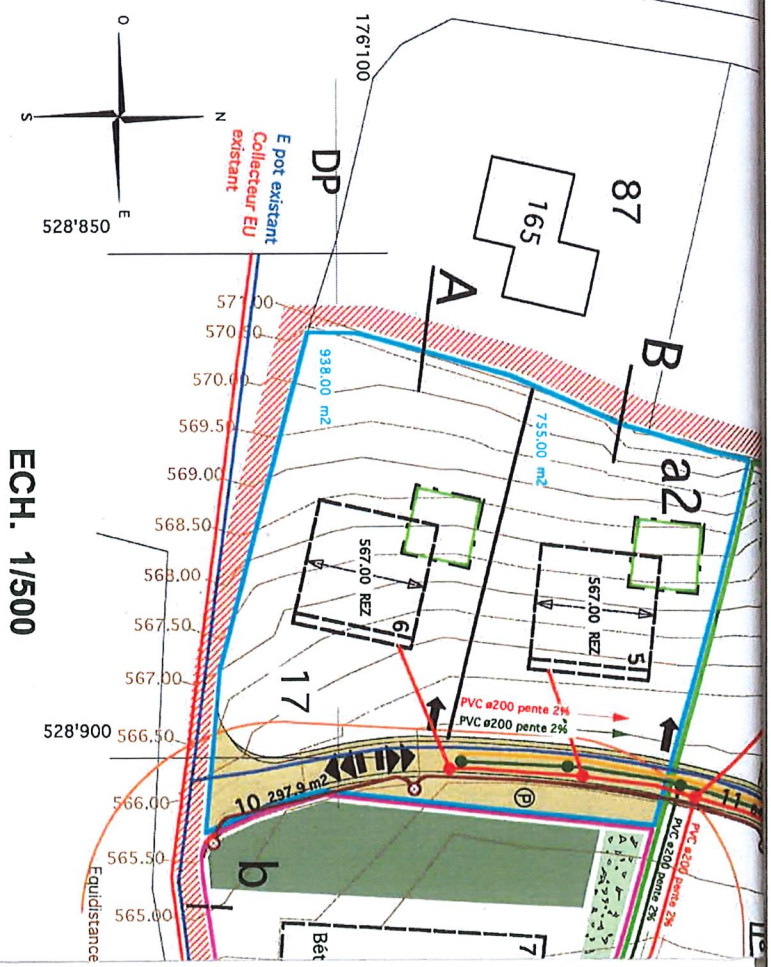 176'100
O
N
S
E
528'850
DP
E pot existant
Collecteur EU
existant
87
165
A
B
a2
571.00
570.50
570.00
569.50
569.00
568.50
568.00
567.50
567.00
566.50
566.00
565.50
565.00
938.00 m2
755.00 m2
567.00 REZ
6
567.00 REZ
5
17
528'900
PVC ø200 pente 2%
PVC ø200 pente 2%
10 297.9 m2
P
11
PVC ø200 pente 2%
PVC ø200 pente 2%
b
7
Bét
Equidistance
ECH. 1/500